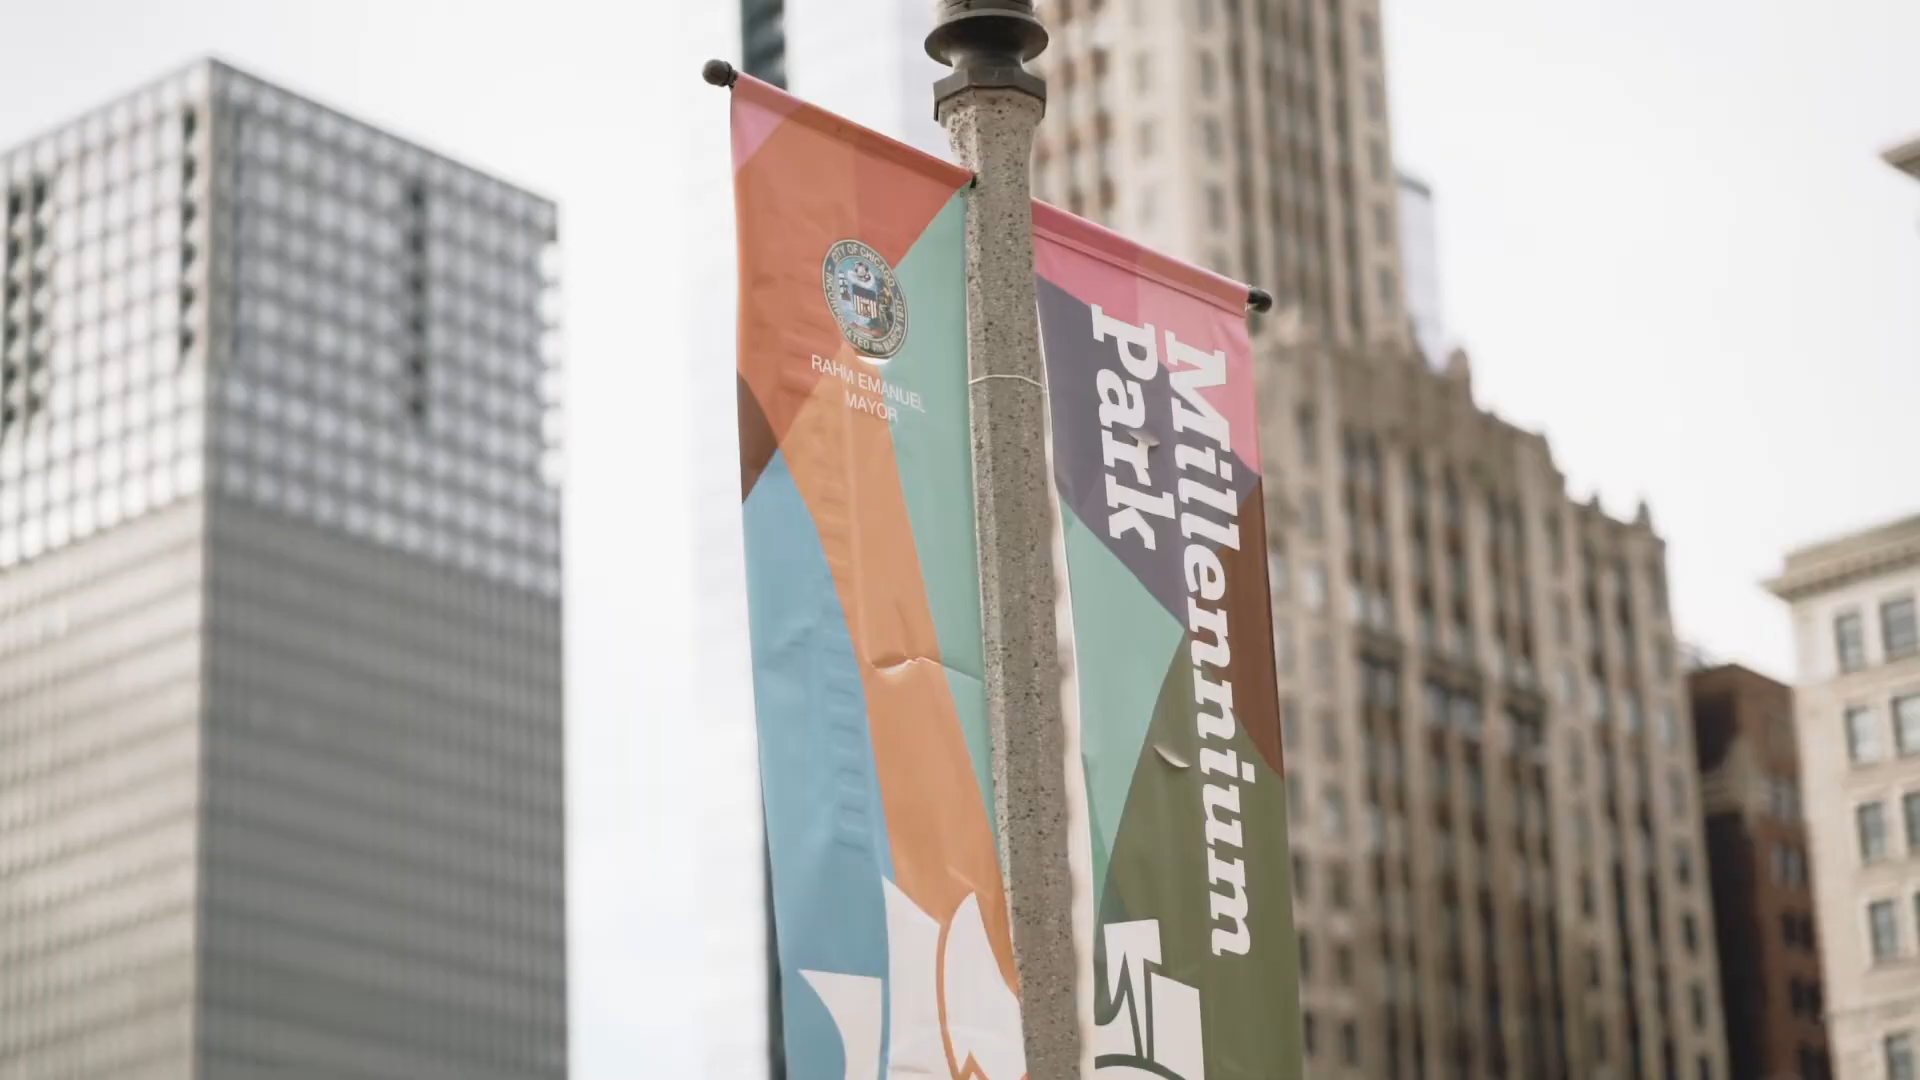 CITY OF CHICAGO
INCORPORATED 4TH MARCH 1837
RAHM EMANUEL
MAYOR
Millennium
Park